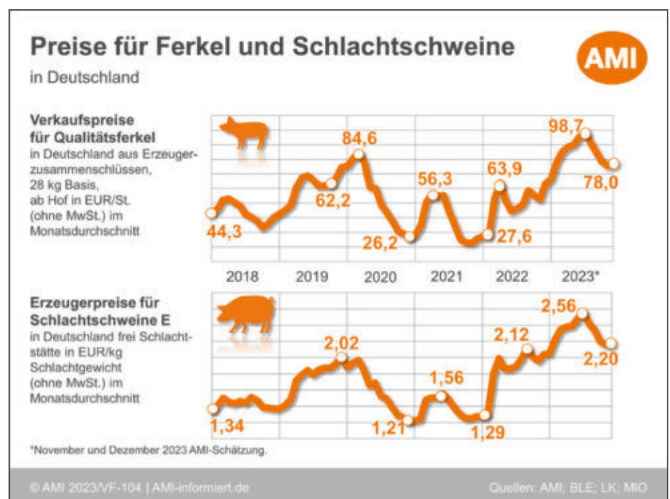 Preise für Ferkel und Schlachtschweine
in Deutschland
AMI
Verkaufspreise
für Qualitätsferkel
in Deutschland aus Erzeuger-
zusammenschlüssen,
28 kg Basis,
ab Hof in EUR/St.
(ohne MwSt.) im
Monatsdurchschnitt
44,3
62,2
84,6
26,2
56,3
27,6
63,9
98,7
78,0
2018 2019 2020 2021 2022 2023*
Erzeugerpreise für
Schlachtschweine E
in Deutschland frei Schlacht-
stätte in EUR/kg
Schlachtgewicht
(ohne MwSt.) im
Monatsdurchschnitt
1,34
2,02
1,21
1,56
1,29
2,12
2,56
2,20
*November und Dezember 2023 AMI-Schätzung.
© AMI 2023/VF-104 | AMI-informiert.de
Quellen: AMI; BLE; LK; MIO